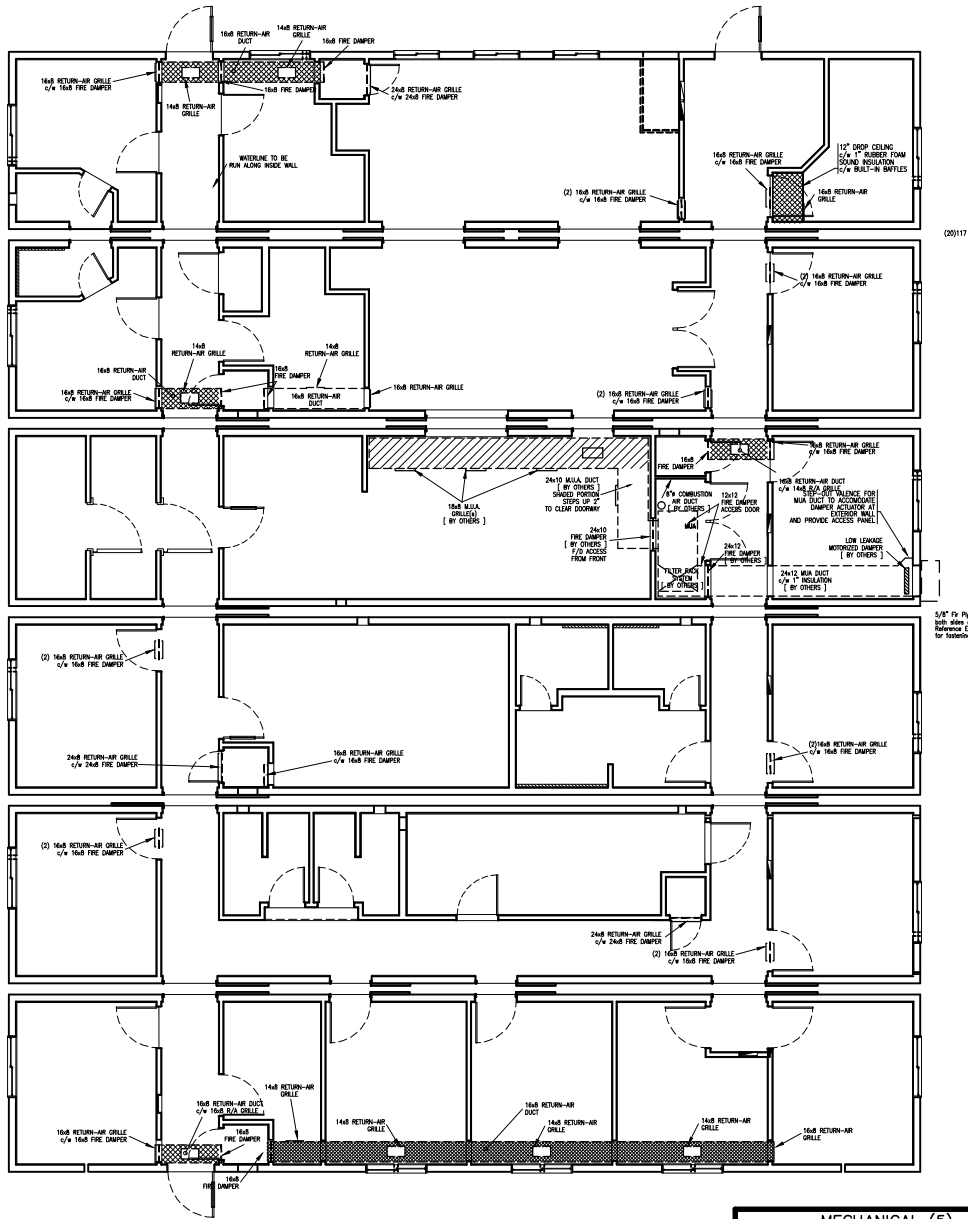 16x8 RETURN-AIR
DUCT
14x8 RETURN-AIR
GRILLE
16x8 FIRE DAMPER
16x8 RETURN-AIR GRILLE
c/w 16x8 FIRE DAMPER
16x8 FIRE DAMPER
24x8 RETURN-AIR GRILLE
c/w 24x8 FIRE DAMPER
14x8 RETURN-AIR
GRILLE
WATERLINE TO BE
RUN ALONG INSIDE WALL
12" DROP CEILING
c/w 1" RUBBER FOAM
SOUND INSULATION
c/w BUILT-IN BAFFLES
16x8 RETURN-AIR GRILLE
c/w 16x8 FIRE DAMPER
16x8 RETURN-AIR
GRILLE
(2) 16x8 RETURN-AIR GRILLE
c/w 16x8 FIRE DAMPER
(20)117
(2) 16x8 RETURN-AIR GRILLE
c/w 16x8 FIRE DAMPER
14x8
RETURN-AIR GRILLE
14x8
RETURN-AIR GRILLE
16x8 RETURN-AIR
DUCT
16x8
FIRE DAMPER
16x8 RETURN-AIR GRILLE
c/w 16x8 FIRE DAMPER
16x8 RETURN-AIR
DUCT
16x8 RETURN-AIR GRILLE
(2) 16x8 RETURN-AIR GRILLE
c/w 16x8 FIRE DAMPER
16x8 RETURN-AIR GRILLE
c/w 16x8 FIRE DAMPER
16x8
FIRE DAMPER
16x8 RETURN-AIR DUCT
c/w 14x8 R/A GRILLE
STEP-OUT VALENCE FOR
MUA DUCT TO ACCOMODATE
DAMPER ACTUATOR AT
EXTERIOR WALL
AND PROVIDE ACCESS PANEL
18x8 M.U.A.
GRILLE(s)
[ BY OTHERS ]
24x10 M.U.A. DUCT
[ BY OTHERS ]
SHADED PORTION
STEPS UP 2"
TO CLEAR DOORWAY
8"ø COMBUSTION
AIR DUCT
[ BY OTHERS ]
MUA
12x12
FIRE DAMPER
ACCESS DOOR
24x10
FIRE DAMPER
[ BY OTHERS ]
F/D ACCESS
FROM FRONT
FILTER RACK
SYSTEM
[ BY OTHERS ]
24x12
FIRE DAMPER
[ BY OTHERS ]
LOW LEAKAGE
MOTORIZED DAMPER
[ BY OTHERS ]
24x12 MUA DUCT
c/w 1" INSULATION
[ BY OTHERS ]
5/8" Fir Ply
both sides
Reference E
for fastenin
(2) 16x8 RETURN-AIR GRILLE
c/w 16x8 FIRE DAMPER
24x8 RETURN-AIR GRILLE
c/w 24x8 FIRE DAMPER
16x8 RETURN-AIR GRILLE
c/w 16x8 FIRE DAMPER
(2)16x8 RETURN-AIR GRILLE
c/w 16x8 FIRE DAMPER
(2) 16x8 RETURN-AIR GRILLE
c/w 16x8 FIRE DAMPER
24x8 RETURN-AIR GRILLE
c/w 24x8 FIRE DAMPER
(2) 16x8 RETURN-AIR GRILLE
c/w 16x8 FIRE DAMPER
16x8 RETURN-AIR DUCT
c/w 16x8 R/A GRILLE
14x8 RETURN-AIR
GRILLE
16x8 RETURN-AIR GRILLE
c/w 16x8 FIRE DAMPER
16x8
FIRE DAMPER
14x8 RETURN-AIR
GRILLE
16x8 RETURN-AIR
DUCT
14x8 RETURN-AIR
GRILLE
14x8 RETURN-AIR
GRILLE
16x8 RETURN-AIR
GRILLE
16x8
FIRE DAMPER
MECHANICAL (5)